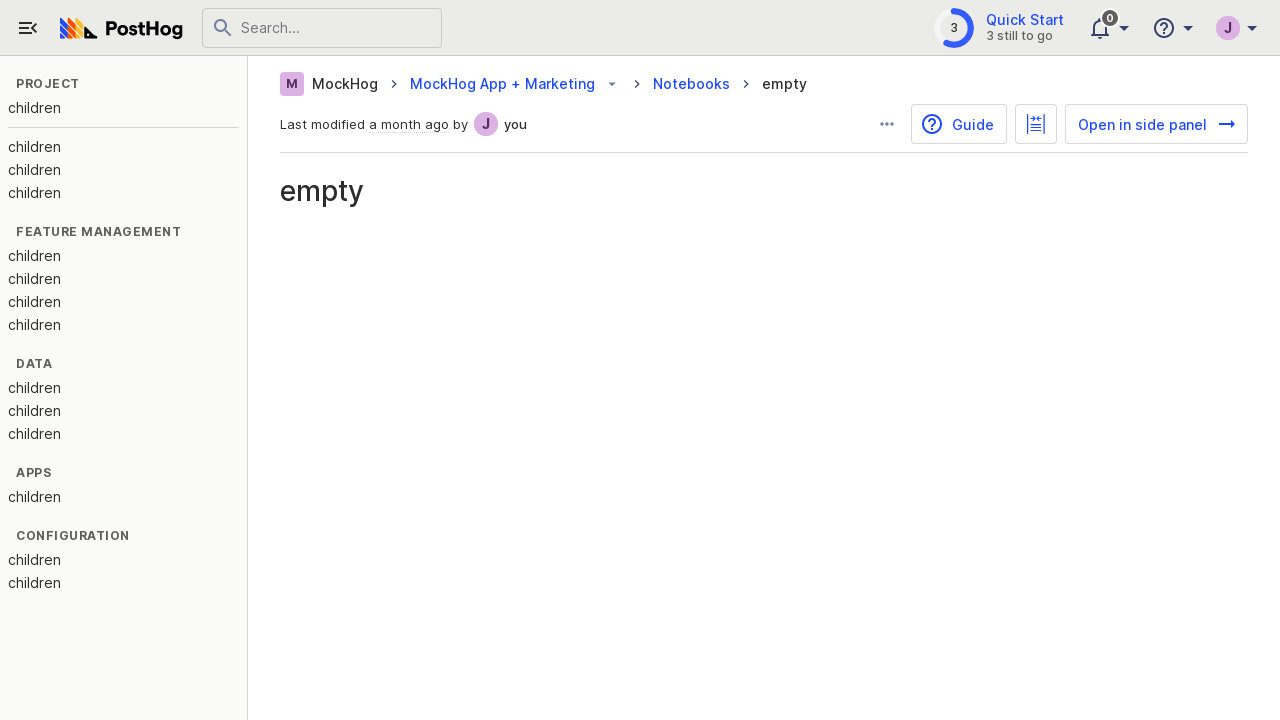 PostHog
Search...
3
Quick Start
3 still to go
0
J
PROJECT
children
children
children
children
FEATURE MANAGEMENT
children
children
children
children
DATA
children
children
children
APPS
children
CONFIGURATION
children
children
M MockHog MockHog App + Marketing Notebooks empty
Last modified a month ago by J you
Guide
Open in side panel
empty